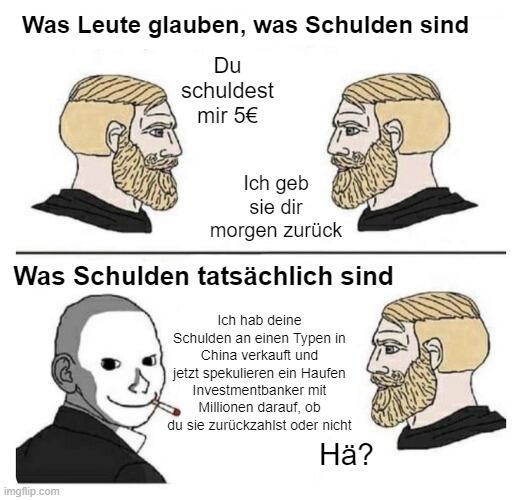 Was Leute glauben, was Schulden sind
Du
schuldest
mir 5€
Ich geb
sie dir
morgen zurück
Was Schulden tatsächlich sind
Ich hab deine
Schulden an einen Typen in
China verkauft und
jetzt spekulieren ein Haufen
Investmentbanker mit
Millionen darauf, ob
du sie zurückzahlst oder nicht
Hä?
imgflip.com